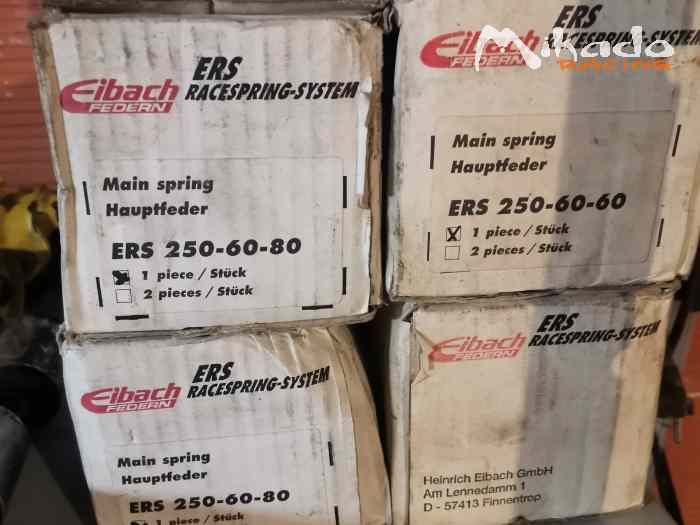 Eibach
FEDERN
ERS
RACESPRING-SYSTEM
Main spring
Hauptfeder
ERS 250-60-80
1 piece / Stück
2 pieces / Stück
Eibach
FEDERN
ERS
RACESPRING-SYSTEM
Mikado
RACING
Main spring
Hauptfeder
ERS 250-60-60
1 piece / Stück
2 pieces / Stück
Eibach
FEDERN
ERS
RACESPRING-SYSTEM
Main spring
Hauptfeder
ERS 250-60-80
1 piece / Stück
Eibach
FEDERN
ERS
RACESPRING-SYSTEM
Heinrich Eibach GmbH
Am Lennedamm 1
D - 57413 Finnentrop